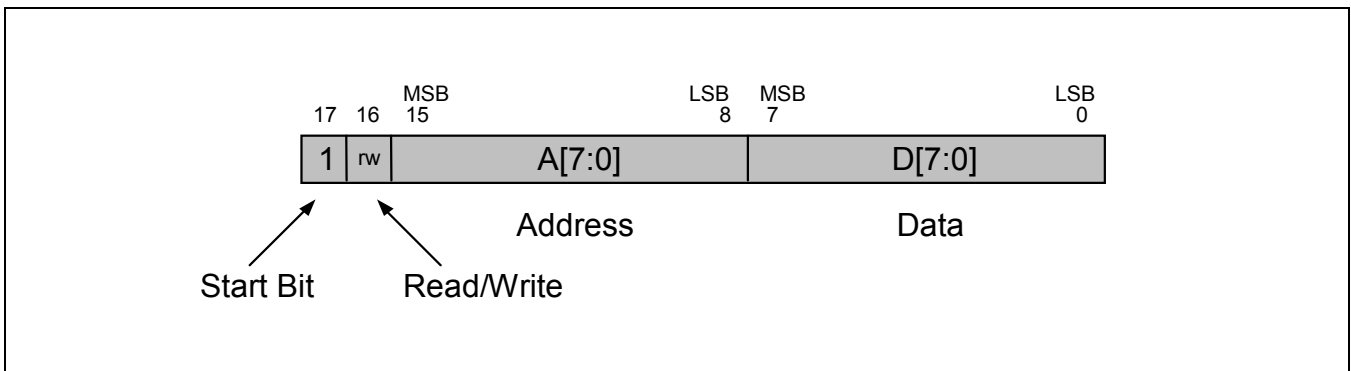 MSB LSB MSB LSB
17 16 15 8 7 0
1 rw A[7:0] D[7:0]
Address Data
Start Bit Read/Write